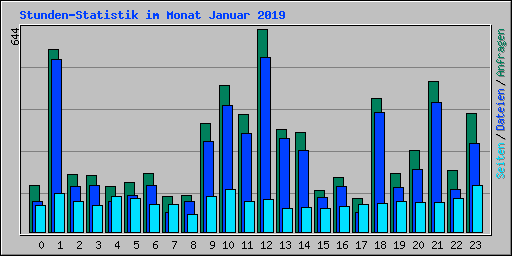 Stunden-Statistik im Monat Januar 2019
644
Seiten / Dateien / Anfragen
0 1 2 3 4 5 6 7 8 9 10 11 12 13 14 15 16 17 18 19 20 21 22 23